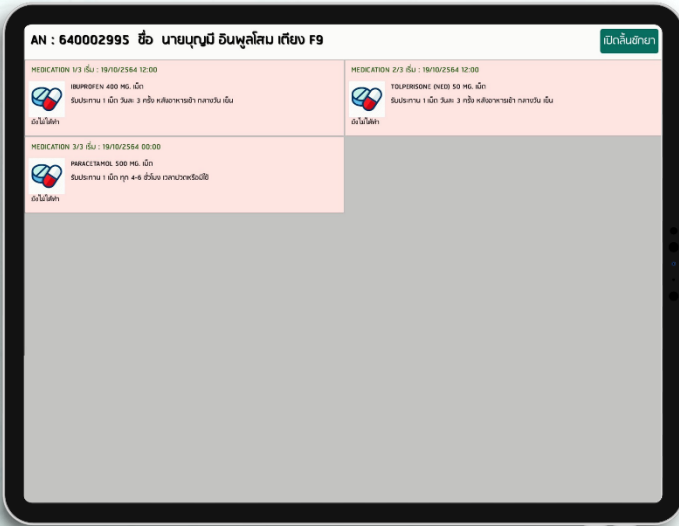 AN : 640002995 ชื่อ นายบุญมี อินพูลโสม เตียง F9
เปิดลิ้นชักยา
MEDICATION 1/3 เริ่ม : 19/10/2564 12:00
IBUPROFEN 400 MG. เม็ด
รับประทาน 1 เม็ด วันละ 3 ครั้ง หลังอาหารเช้า กลางวัน เย็น
ยังไม่ได้ทำ
MEDICATION 2/3 เริ่ม : 19/10/2564 12:00
TOLPERISONE (NED) 50 MG. เม็ด
รับประทาน 1 เม็ด วันละ 3 ครั้ง หลังอาหารเช้า กลางวัน เย็น
ยังไม่ได้ทำ
MEDICATION 3/3 เริ่ม : 19/10/2564 00:00
PARACETAMOL 500 MG. เม็ด
รับประทาน 1 เม็ด ทุก 4-6 ชั่วโมง เวลาปวดหรือมีไข้
ยังไม่ได้ทำ